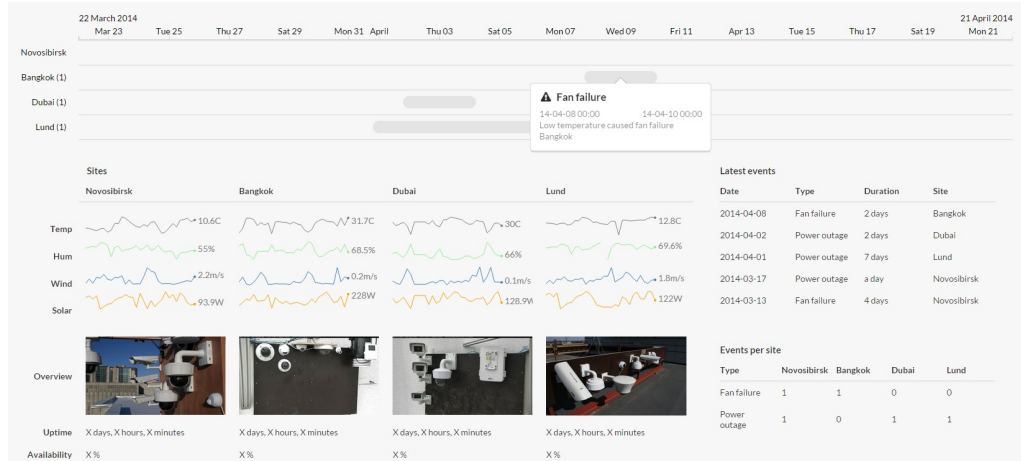 22 March 2014 21 April 2014
Mar 23 Tue 25 Thu 27 Sat 29 Mon 31 April Thu 03 Sat 05 Mon 07 Wed 09 Fri 11 Apr 13 Tue 15 Thu 17 Sat 19 Mon 21
Novosibirsk
Bangkok (1)
Dubai (1)
Lund (1)
Fan failure
14-04-08 00:00 14-04-10 00:00
Low temperature caused fan failure
Bangkok
Sites
Novosibirsk Bangkok Dubai Lund
Temp 10.6C 31.7C 30C 12.8C
Hum 55% 68.5% 66% 69.6%
Wind 2.2m/s 0.2m/s 0.1m/s 1.8m/s
Solar 93.9W 228W 128.9W 122W
Overview
Uptime X days, X hours, X minutes X days, X hours, X minutes X days, X hours, X minutes X days, X hours, X minutes
Availability X % X % X % X %
Latest events
Date Type Duration Site
2014-04-08 Fan failure 2 days Bangkok
2014-04-02 Power outage 2 days Dubai
2014-04-01 Power outage 7 days Lund
2014-03-17 Power outage a day Novosibirsk
2014-03-13 Fan failure 4 days Novosibirsk
Events per site
Type Novosibirsk Bangkok Dubai Lund
Fan failure 1 1 0 0
Power
outage 1 0 1 1